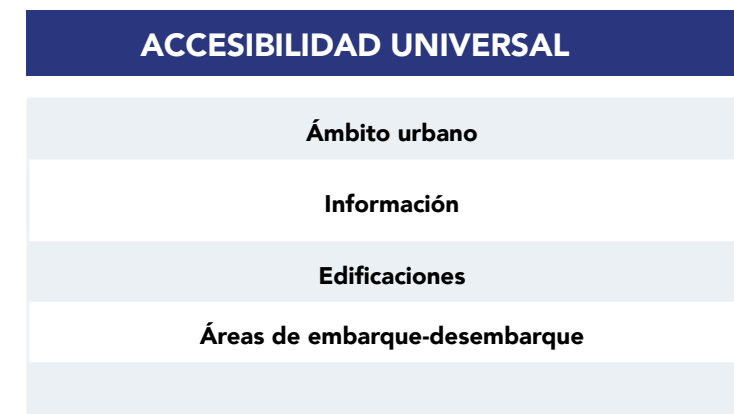 ACCESIBILIDAD UNIVERSAL
Ámbito urbano
Información
Edificaciones
Áreas de embarque-desembarque